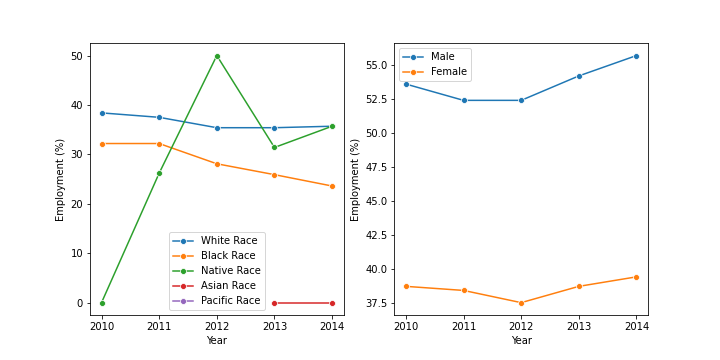 50
40
30
20
10
0
Employment (%)
2010 2011 2012 2013 2014
Year
White Race
Black Race
Native Race
Asian Race
Pacific Race
55.0
52.5
50.0
47.5
45.0
42.5
40.0
37.5
Employment (%)
2010 2011 2012 2013 2014
Year
Male
Female